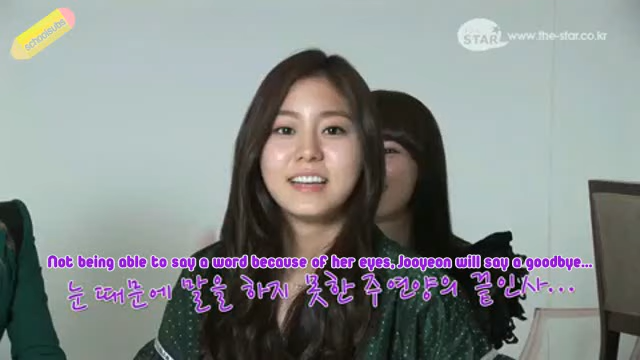 schoolsubs
STAR
www.the-star.co.kr
Not being able to say a word because of her eyes, Jooyeon will say a goodbye...
눈 때문에 말을 하지 못한 주연양의 끝인사...